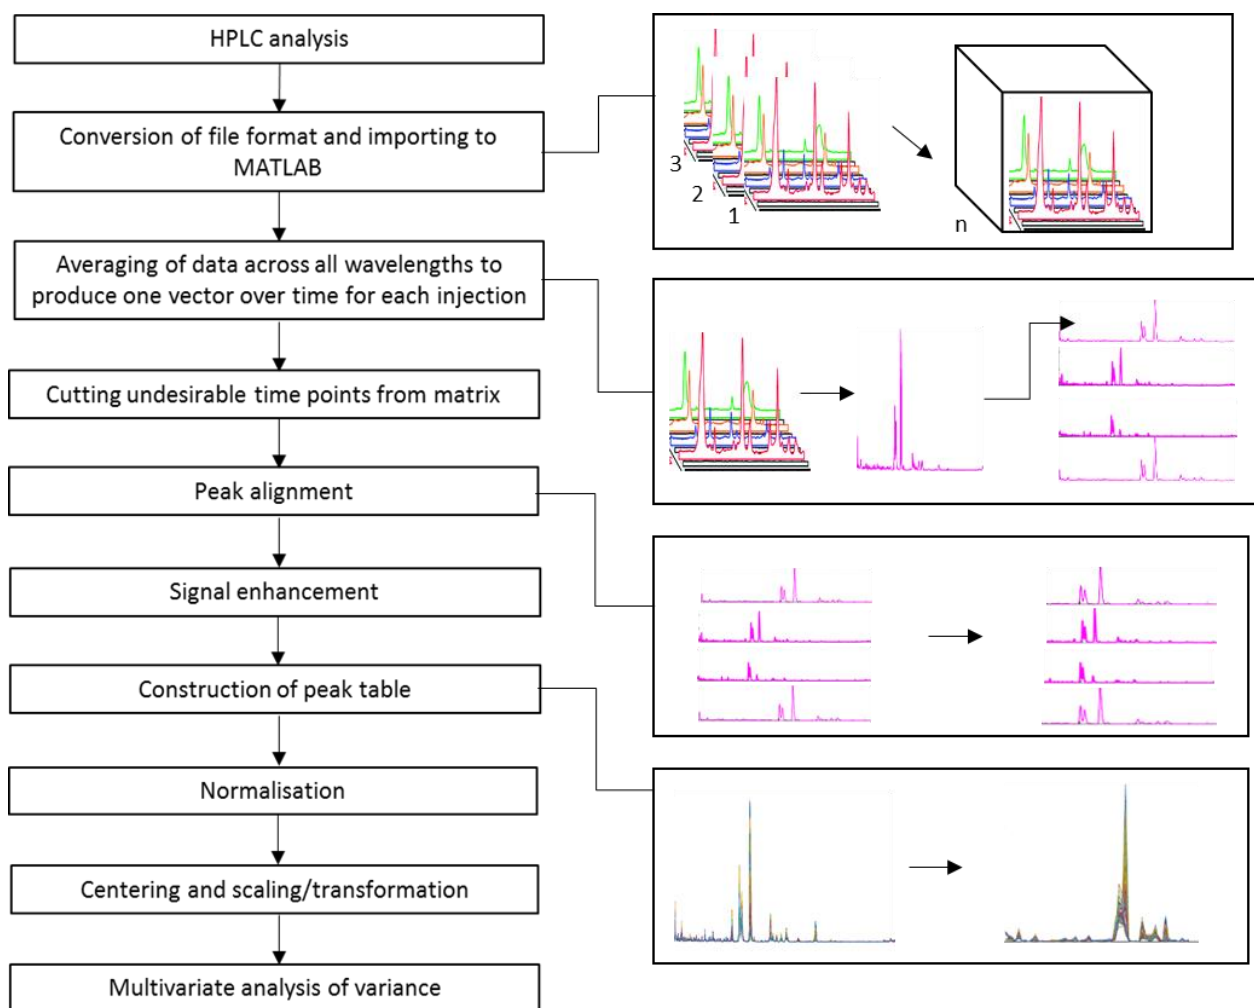 HPLC analysis
Conversion of file format and importing to
MATLAB
3
2
1
n
Averaging of data across all wavelengths to
produce one vector over time for each injection
Cutting undesirable time points from matrix
Peak alignment
Signal enhancement
Construction of peak table
Normalisation
Centering and scaling/transformation
Multivariate analysis of variance